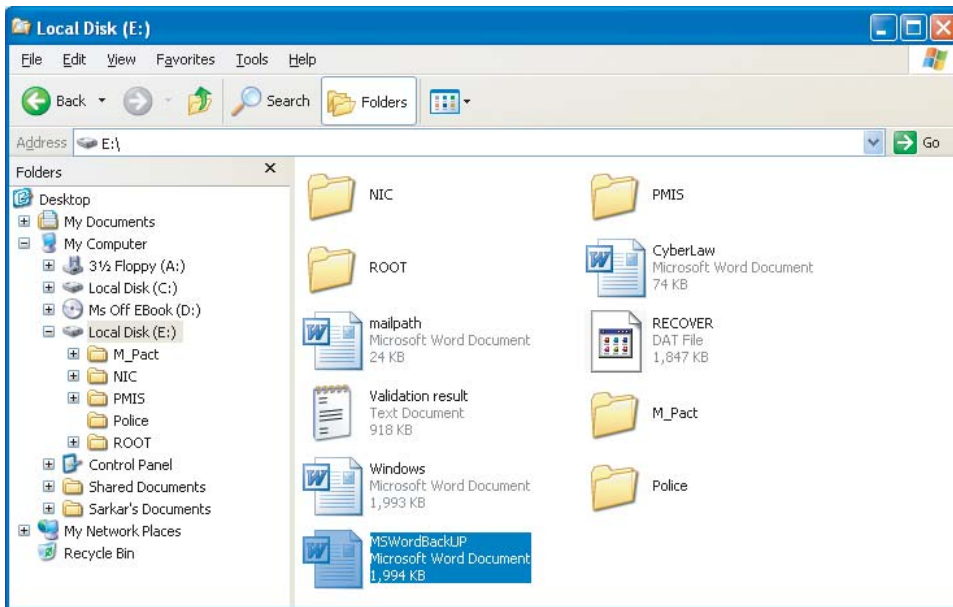 Local Disk (E:)
File Edit View Favorites Tools Help
Back Search Folders
Address E:\ Go
Folders X
Desktop
My Documents
My Computer
3½ Floppy (A:)
Local Disk (C:)
Ms Off EBook (D:)
Local Disk (E:)
M_Pact
NIC
PMIS
Police
ROOT
Control Panel
Shared Documents
Sarkar's Documents
My Network Places
Recycle Bin
NIC
PMIS
ROOT
CyberLaw
Microsoft Word Document
74 KB
mailpath
Microsoft Word Document
24 KB
RECOVER
DAT File
1,847 KB
Validation result
Text Document
918 KB
M_Pact
Windows
Microsoft Word Document
1,993 KB
Police
MSWordBackUP
Microsoft Word Document
1,994 KB